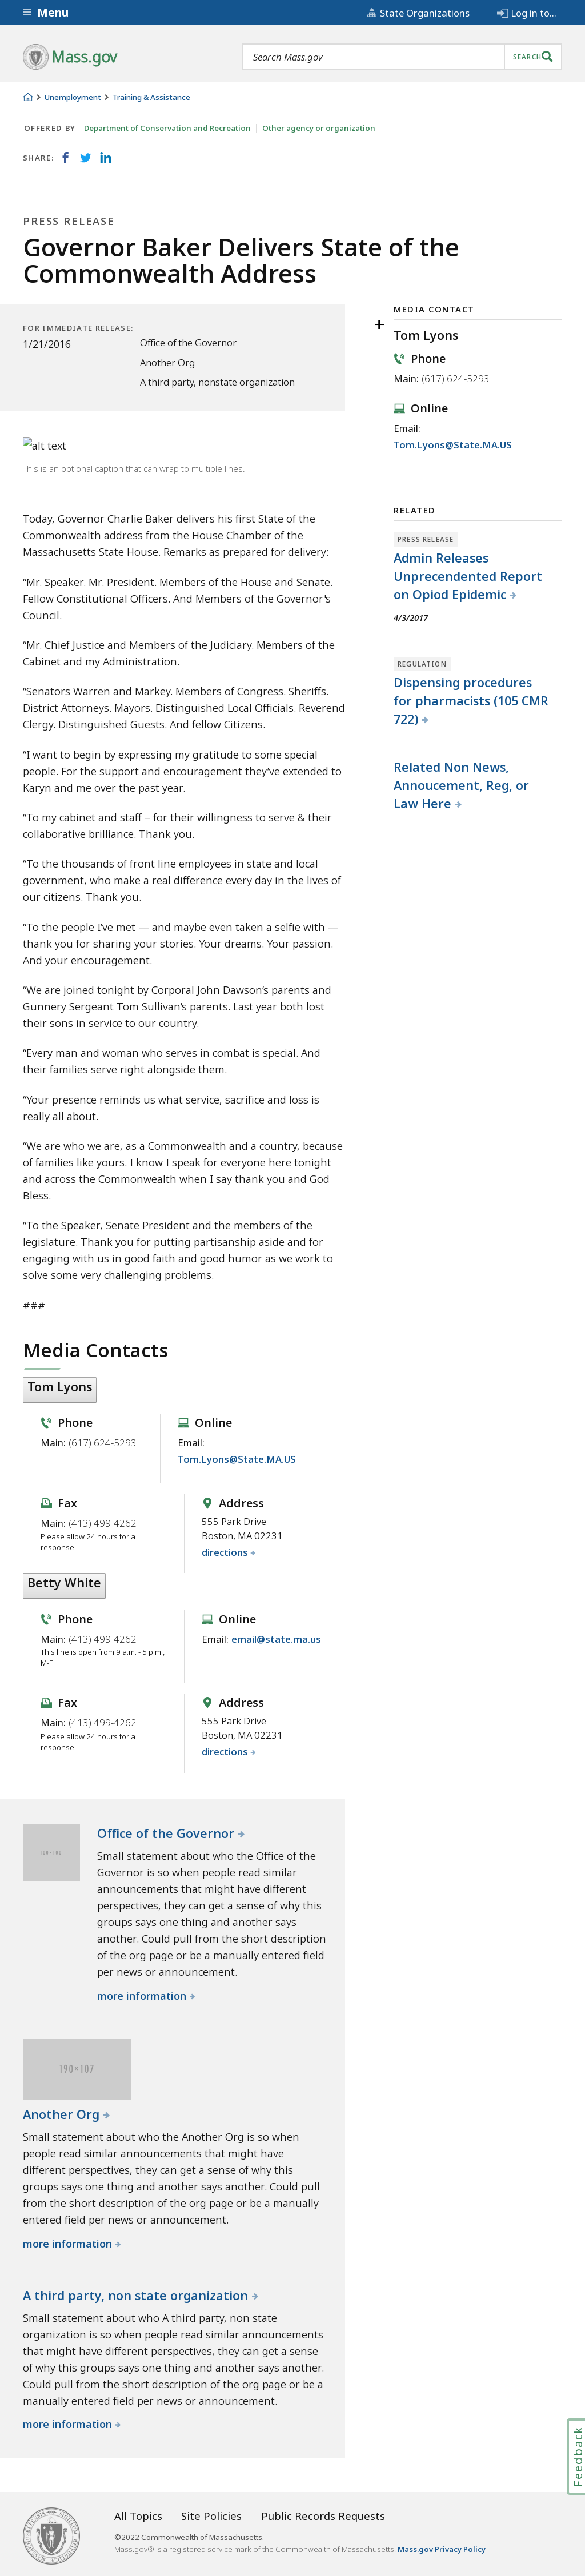 Menu
State Organizations
Log in to...
Mass.gov
Search Mass.gov
SEARCH
Unemployment
Training & Assistance
OFFERED BY
Department of Conservation and Recreation
Other agency or organization
SHARE:
PRESS RELEASE
Governor Baker Delivers State of the
Commonwealth Address
FOR IMMEDIATE RELEASE:
1/21/2016
Office of the Governor
Another Org
A third party, nonstate organization
alt text
This is an optional caption that can wrap to multiple lines.
Today, Governor Charlie Baker delivers his first State of the
Commonwealth address from the House Chamber of the
Massachusetts State House. Remarks as prepared for delivery:
“Mr. Speaker. Mr. President. Members of the House and Senate.
Fellow Constitutional Officers. And Members of the Governor’s
Council.
“Mr. Chief Justice and Members of the Judiciary. Members of the
Cabinet and my Administration.
“Senators Warren and Markey. Members of Congress. Sheriffs.
District Attorneys. Mayors. Distinguished Local Officials. Reverend
Clergy. Distinguished Guests. And fellow Citizens.
“I want to begin by expressing my gratitude to some special
people. For the support and encouragement they’ve extended to
Karyn and me over the past year.
“To my cabinet and staff – for their willingness to serve & their
collaborative brilliance. Thank you.
“To the thousands of front line employees in state and local
government, who make a real difference every day in the lives of
our citizens. Thank you.
“To the people I’ve met — and maybe even taken a selfie with —
thank you for sharing your stories. Your dreams. Your passion.
And your encouragement.
“We are joined tonight by Corporal John Dawson’s parents and
Gunnery Sergeant Tom Sullivan’s parents. Last year both lost
their sons in service to our country.
“Every man and woman who serves in combat is special. And
their families serve right alongside them.
“Your presence reminds us what service, sacrifice and loss is
really all about.
“We are who we are, as a Commonwealth and a country, because
of families like yours. I know I speak for everyone here tonight
and across the Commonwealth when I say thank you and God
Bless.
“To the Speaker, Senate President and the members of the
legislature. Thank you for putting partisanship aside and for
engaging with us in good faith and good humor as we work to
solve some very challenging problems.
###
MEDIA CONTACT
Tom Lyons
Phone
Main: (617) 624-5293
Online
Email:
Tom.Lyons@State.MA.US
RELATED
PRESS RELEASE
Admin Releases
Unprecendented Report
on Opiod Epidemic
4/3/2017
REGULATION
Dispensing procedures
for pharmacists (105 CMR
722)
Related Non News,
Annoucement, Reg, or
Law Here
Media Contacts
Tom Lyons
Phone
Main: (617) 624-5293
Online
Email:
Tom.Lyons@State.MA.US
Fax
Main: (413) 499-4262
Please allow 24 hours for a
response
Address
555 Park Drive
Boston, MA 02231
directions
Betty White
Phone
Main: (413) 499-4262
This line is open from 9 a.m. - 5 p.m.,
M-F
Online
Email: email@state.ma.us
Fax
Main: (413) 499-4262
Please allow 24 hours for a
response
Address
555 Park Drive
Boston, MA 02231
directions
100×100
Office of the Governor
Small statement about who the Office of the
Governor is so when people read similar
announcements that might have different
perspectives, they can get a sense of why this
groups says one thing and another says
another. Could pull from the short description
of the org page or be a manually entered field
per news or announcement.
more information
190×107
Another Org
Small statement about who the Another Org is so when
people read similar announcements that might have
different perspectives, they can get a sense of why this
groups says one thing and another says another. Could pull
from the short description of the org page or be a manually
entered field per news or announcement.
more information
A third party, non state organization
Small statement about who A third party, non state
organization is so when people read similar announcements
that might have different perspectives, they can get a sense
of why this groups says one thing and another says another.
Could pull from the short description of the org page or be a
manually entered field per news or announcement.
more information
Feedback
All Topics
Site Policies
Public Records Requests
©2022 Commonwealth of Massachusetts.
Mass.gov® is a registered service mark of the Commonwealth of Massachusetts. Mass.gov Privacy Policy